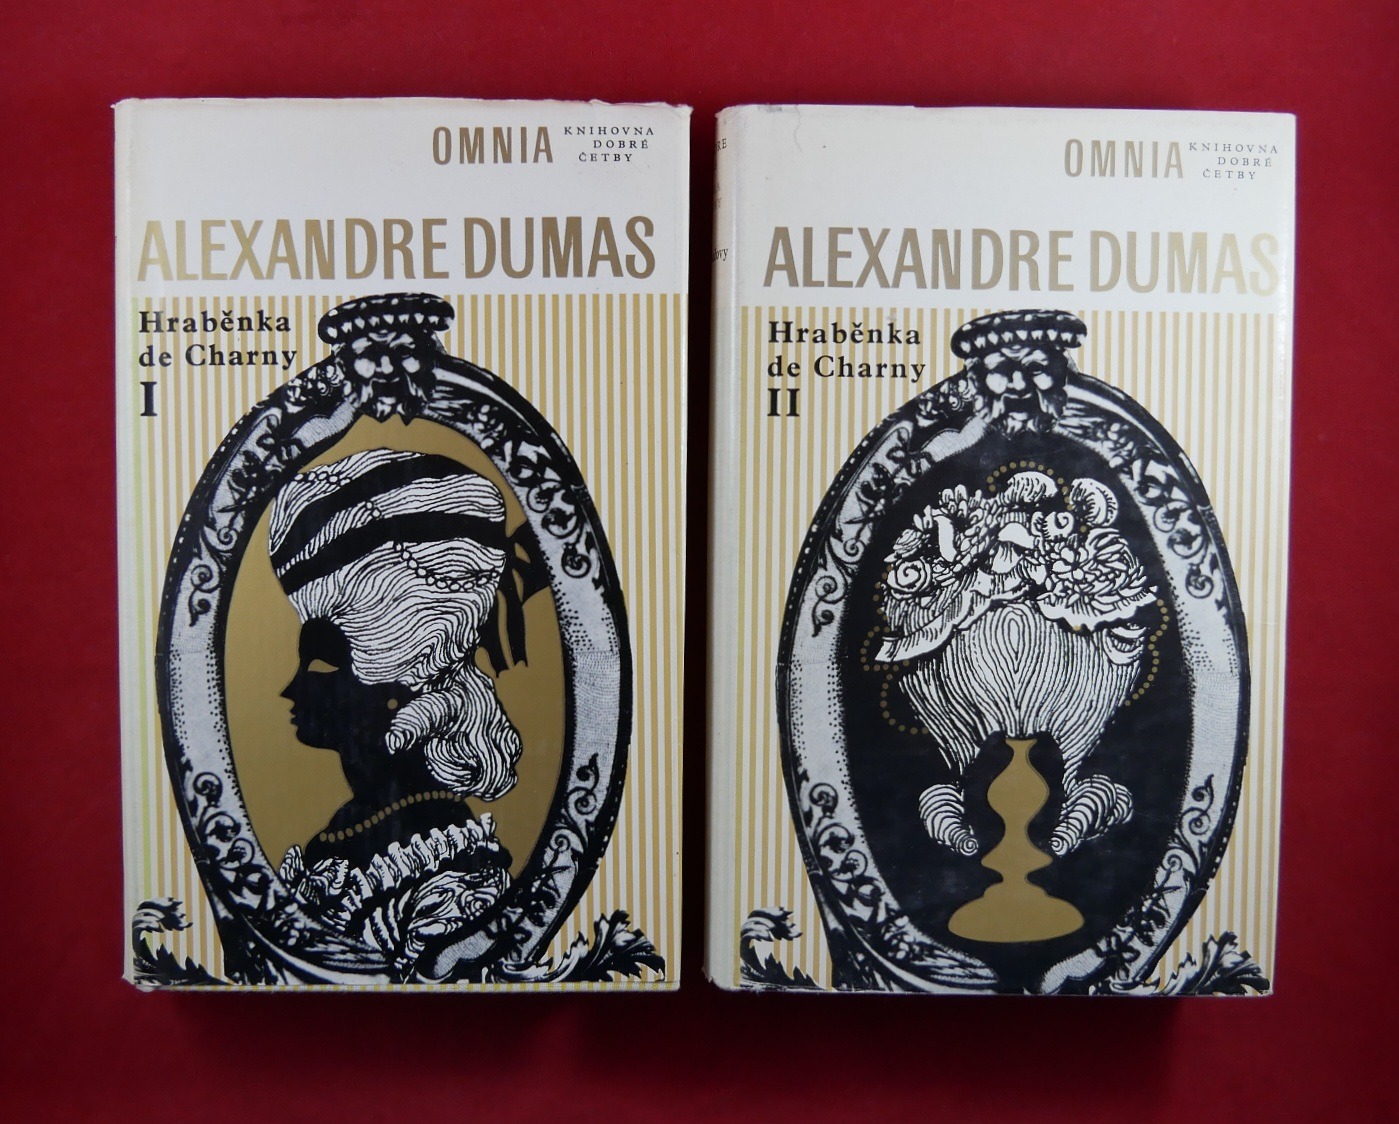 OMNIA
KNIHOVNA
DOBRÉ
ČETBY
ALEXANDRE DUMAS
Hraběnka
de Charny
I
OMNIA
KNIHOVNA
DOBRÉ
ČETBY
ALEXANDRE DUMAS
Hraběnka
de Charny
II